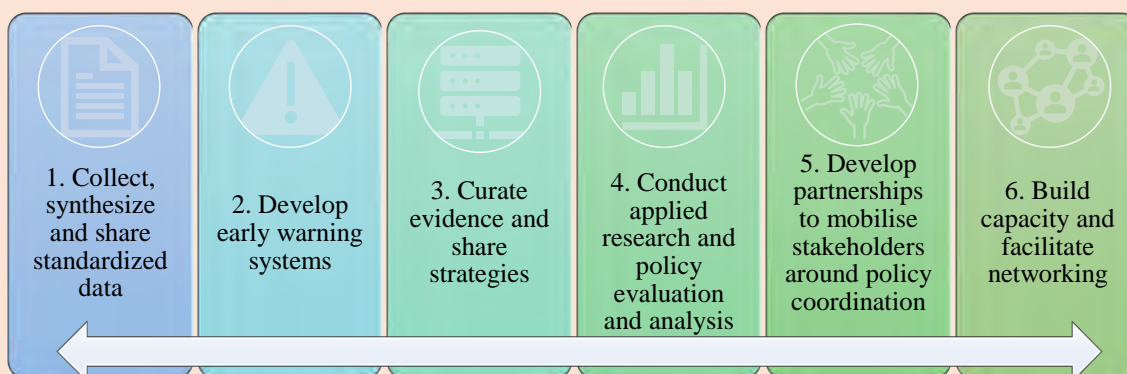 1. Collect,
synthesize
and share
standardized
data
2. Develop
early warning
systems
3. Curate
evidence and
share
strategies
4. Conduct
applied
research and
policy
evaluation
and analysis
5. Develop
partnerships
to mobilise
stakeholders
around policy
coordination
6. Build
capacity and
facilitate
networking